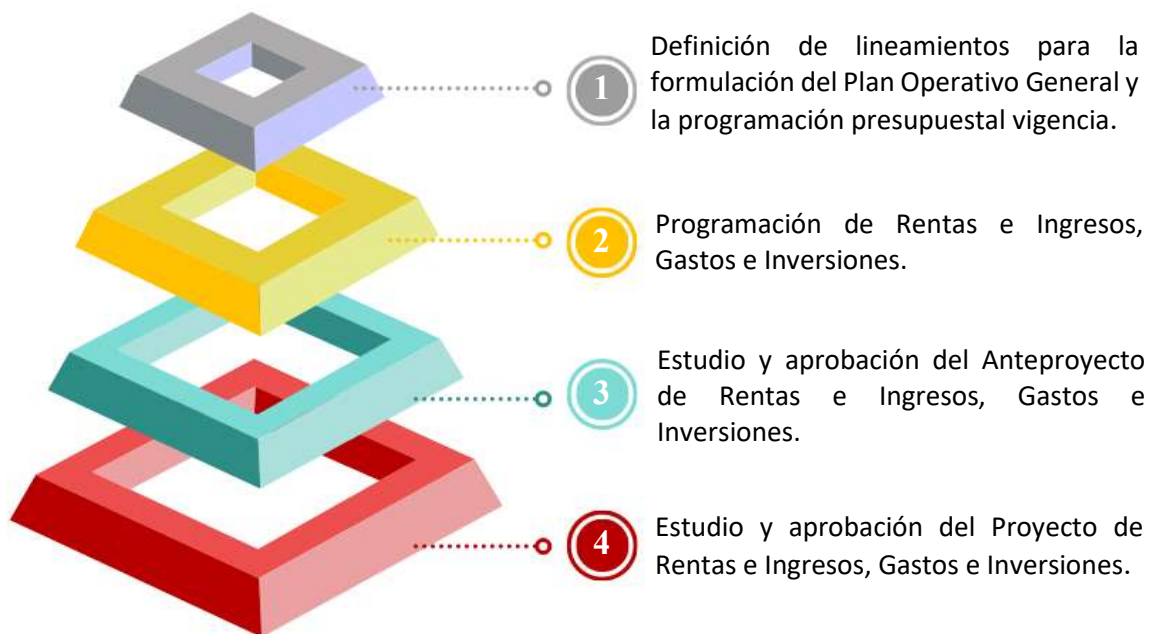 1
Definición de lineamientos para la
formulación del Plan Operativo General y
la programación presupuestal vigencia.
2
Programación de Rentas e Ingresos,
Gastos e Inversiones.
3
Estudio y aprobación del Anteproyecto
de Rentas e Ingresos, Gastos e
Inversiones.
4
Estudio y aprobación del Proyecto de
Rentas e Ingresos, Gastos e Inversiones.